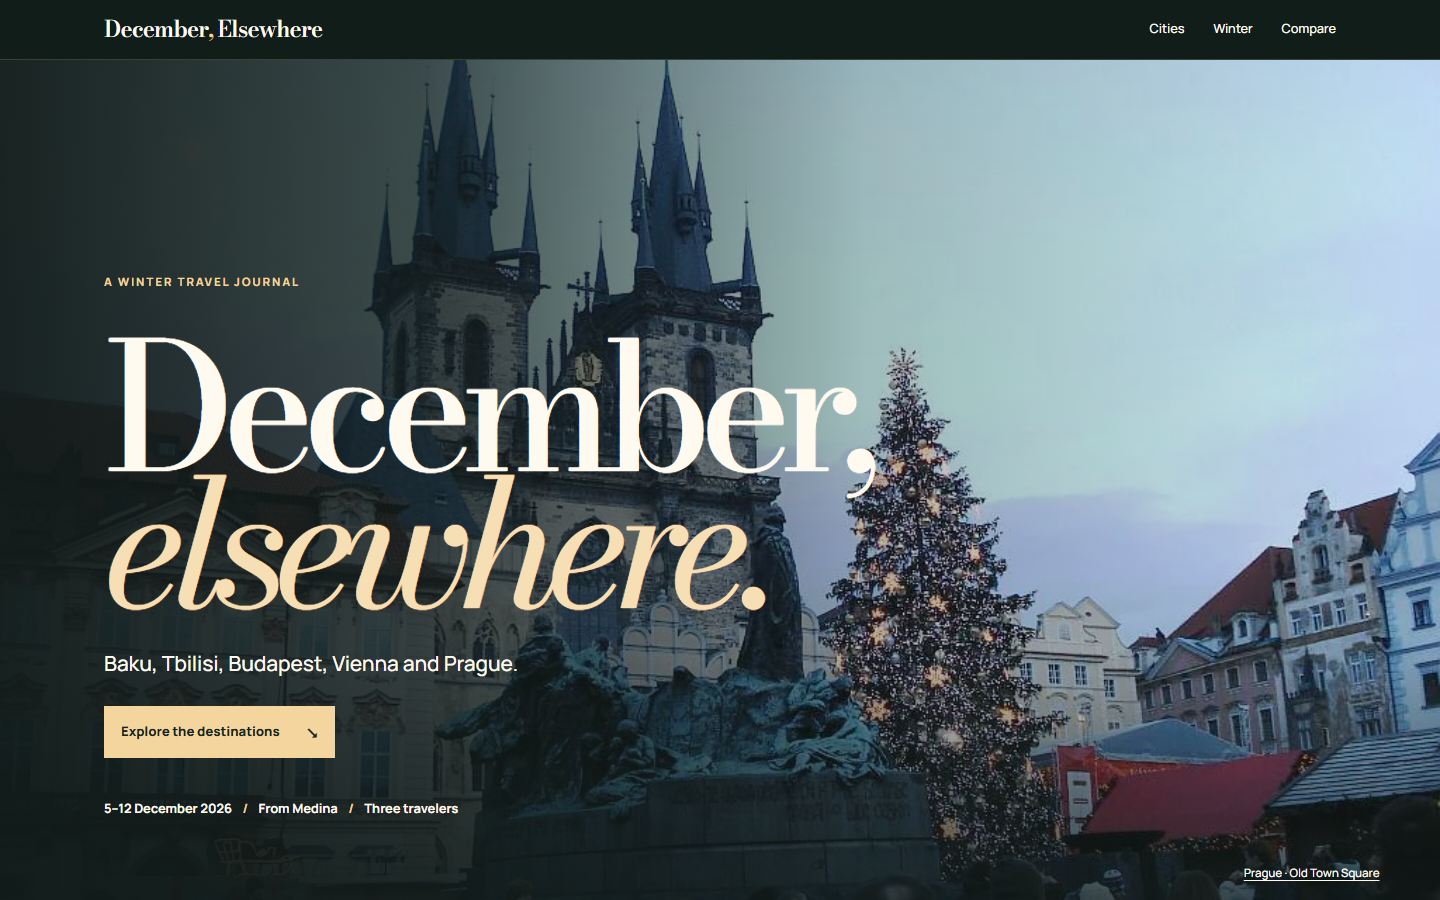 December, Elsewhere
Cities Winter Compare
A WINTER TRAVEL JOURNAL
December,
elsewhere.
Baku, Tbilisi, Budapest, Vienna and Prague.
Explore the destinations ↘
5–12 December 2026 / From Medina / Three travelers
Prague · Old Town Square